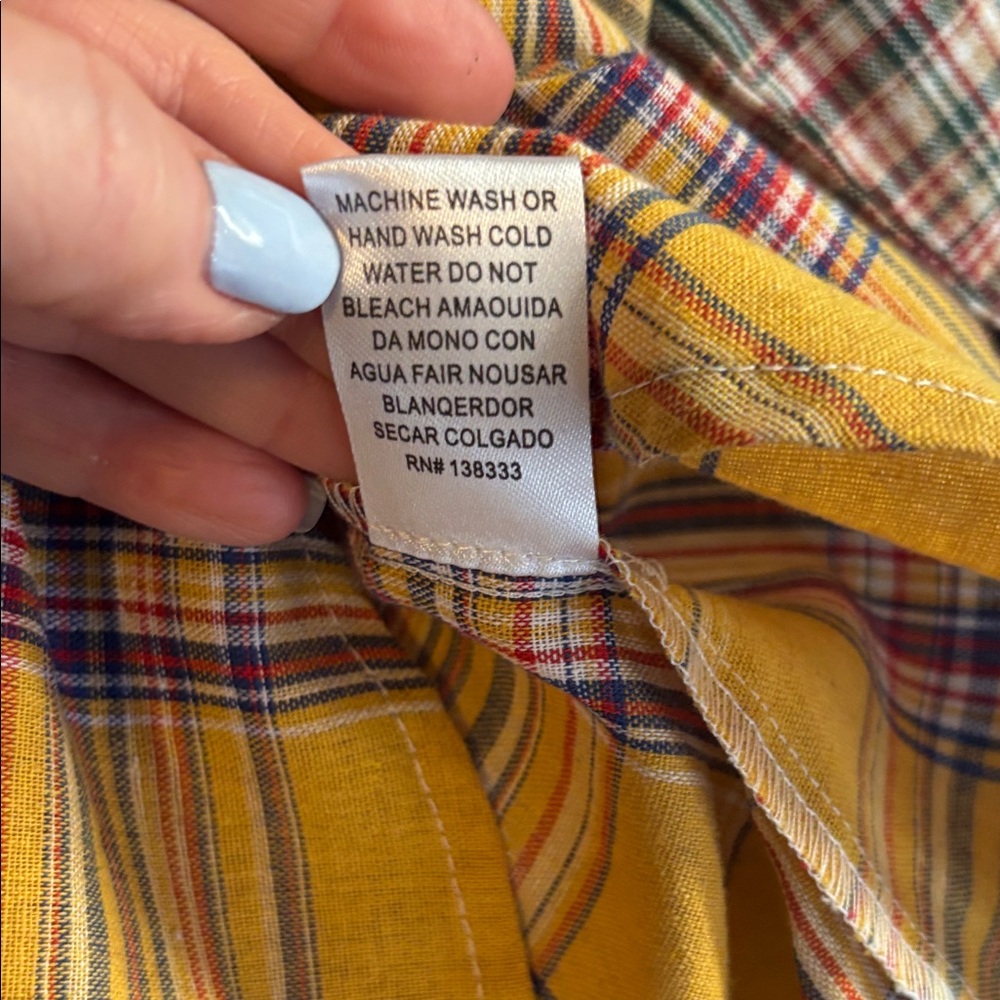 MACHINE WASH OR
HAND WASH COLD
WATER DO NOT
BLEACH AMAOUIDA
DA MONO CON
AGUA FAIR NOUSAR
BLANQERDOR
SECAR COLGADO
RN# 138333